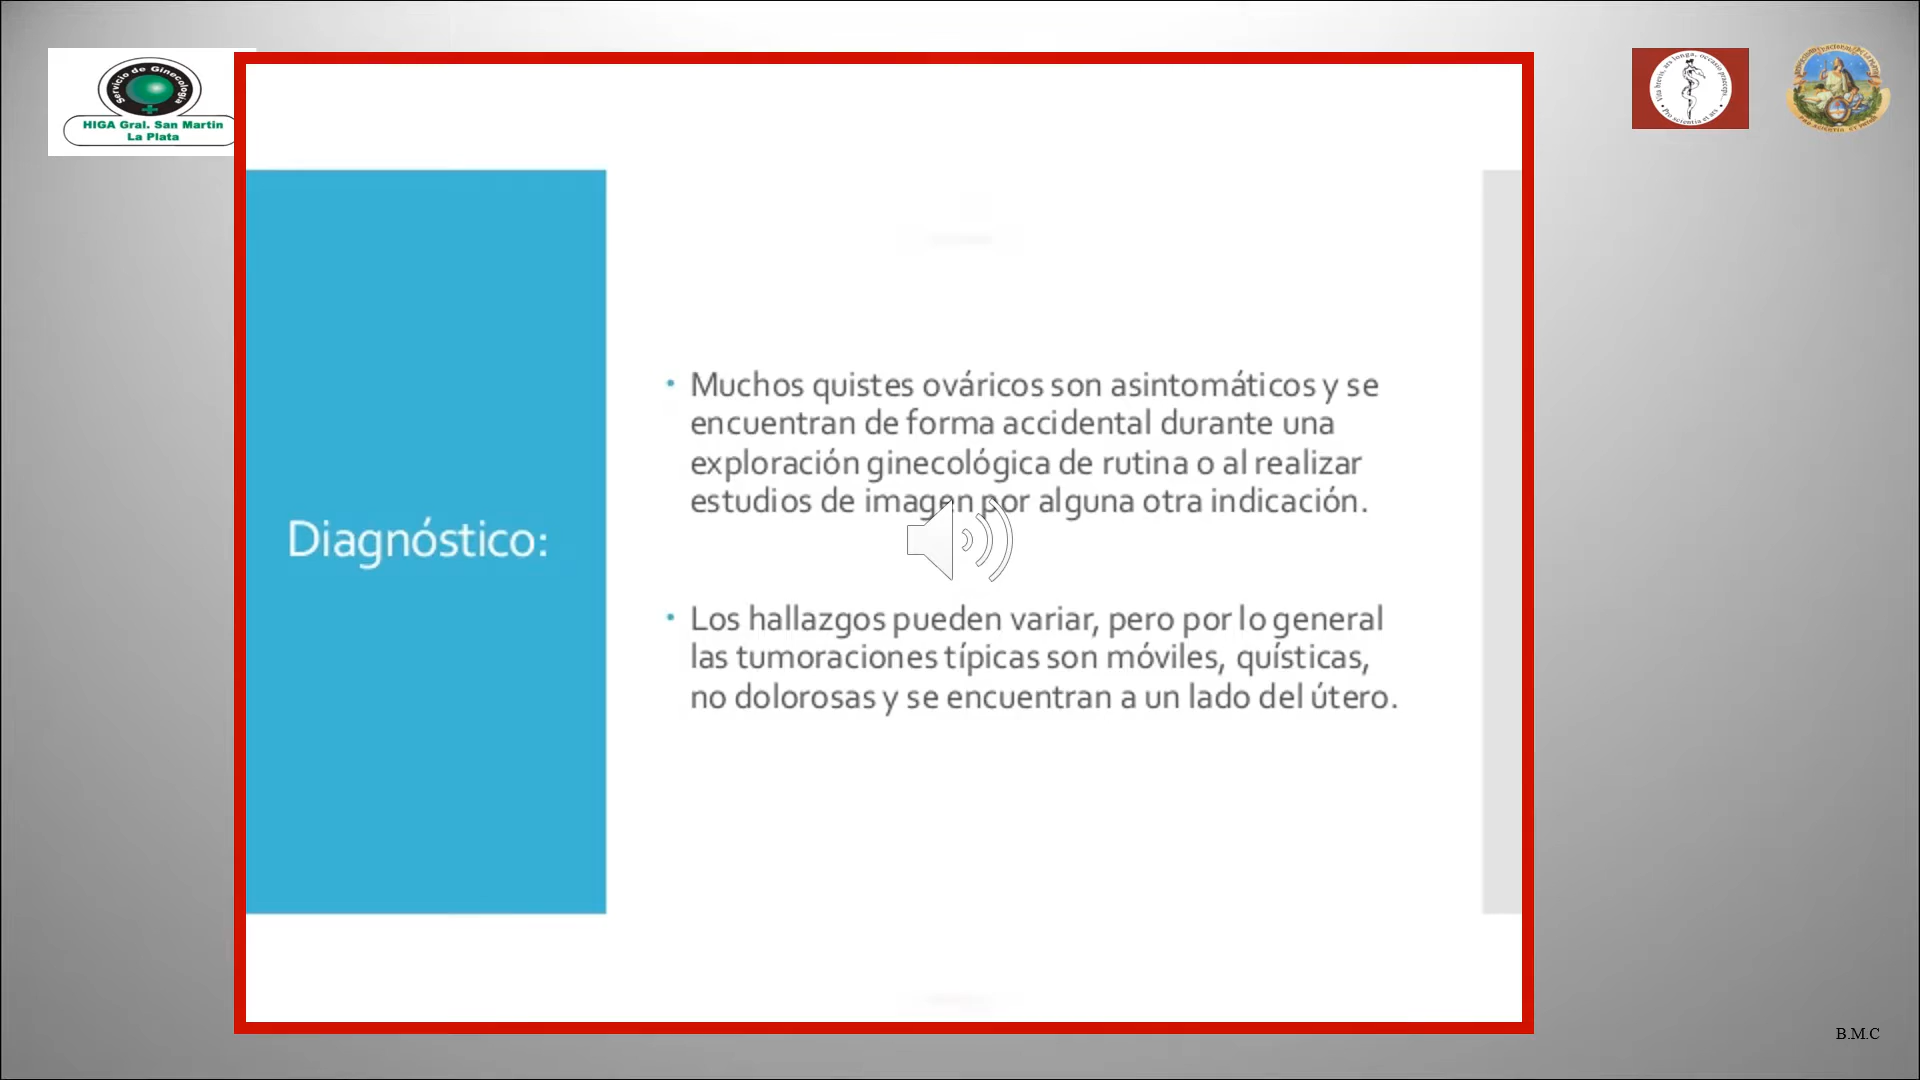 Servicio de Ginecología
HIGA Gral. San Martin
La Plata
Diagnóstico:
• Muchos quistes ováricos son asintomáticos y se
encuentran de forma accidental durante una
exploración ginecológica de rutina o al realizar
estudios de imagen por alguna otra indicación.
• Los hallazgos pueden variar, pero por lo general
las tumoraciones típicas son móviles, quísticas,
no dolorosas y se encuentran a un lado del útero.
B.M.C